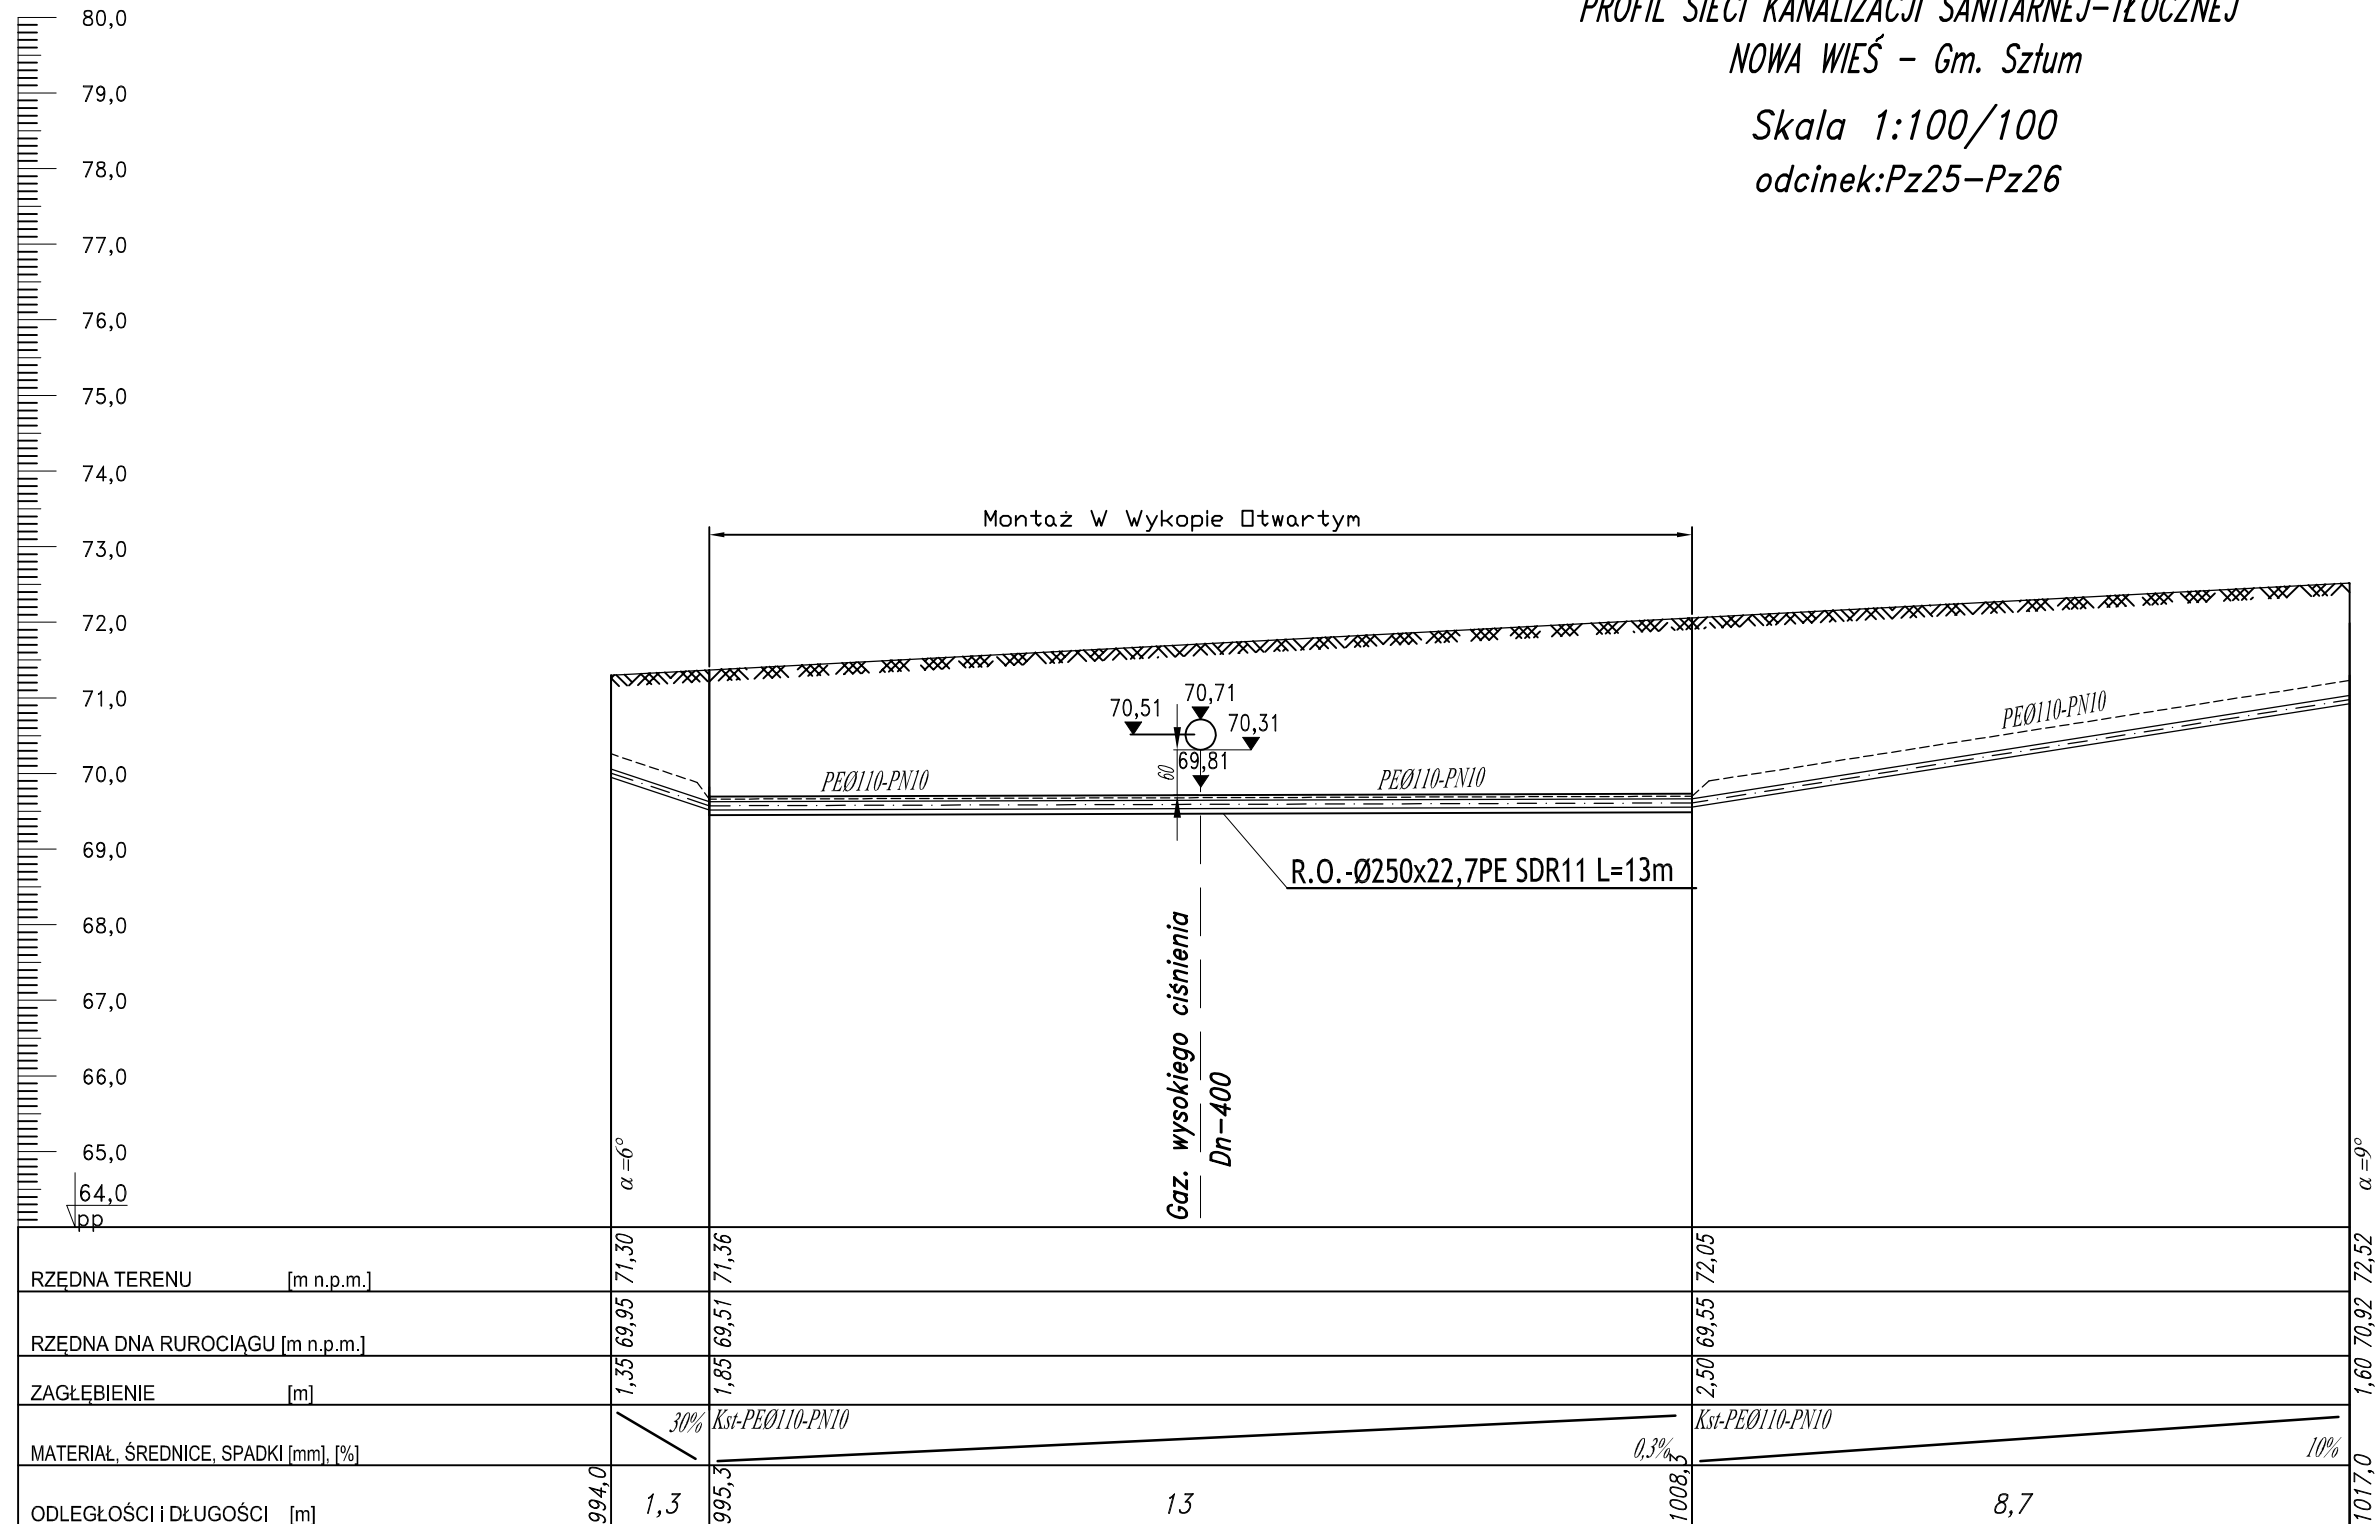 PROFIL SIECI KANALIZACJI SANITARNEJ-TŁOCZNEJ
NOWA WIEŚ - Gm. Sztum
Skala 1:100/100
odcinek:Pz25-Pz26
80,0
79,0
78,0
77,0
76,0
75,0
74,0
73,0
72,0
71,0
70,0
69,0
68,0
67,0
66,0
65,0
64,0
pp
Montaż W Wykopie Otwartym
70,71
70,51
70,31
69,81
60
PEØ110-PN10
PEØ110-PN10
PEØ110-PN10
R.O.-Ø250x22,7PE SDR11 L=13m
Gaz. wysokiego ciśnienia
Dn-400
α=6°
α=9°
RZĘDNA TERENU [m n.p.m.] 71,30 71,36 72,05 72,52
RZĘDNA DNA RUROCIĄGU [m n.p.m.] 69,95 69,51 69,55 70,92
ZAGŁĘBIENIE [m] 1,35 1,85 2,50 1,60
MATERIAŁ, ŚREDNICE, SPADKI [mm], [%] 30% Kst-PEØ110-PN10 0,3% Kst-PEØ110-PN10 10%
ODLEGŁOŚCI i DŁUGOŚCI [m] 994,0 1,3 995,3 13 1008,3 8,7 1017,0